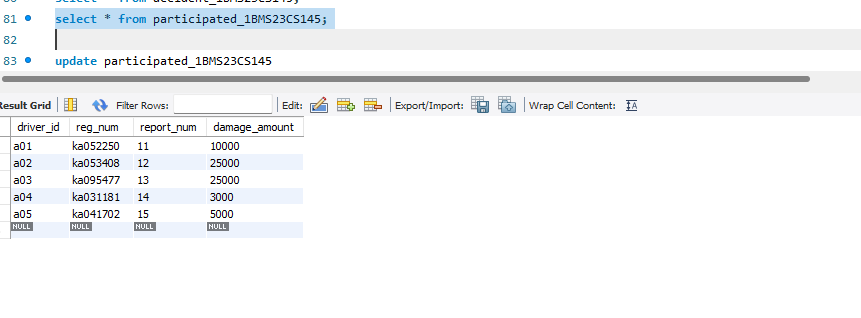 81 select * from participated_1BMS23CS145;
82
83 update participated_1BMS23CS145
Result Grid Filter Rows: Edit: Export/Import: Wrap Cell Content:
driver_id reg_num report_num damage_amount
a01 ka052250 11 10000
a02 ka053408 12 25000
a03 ka095477 13 25000
a04 ka031181 14 3000
a05 ka041702 15 5000
NULL NULL NULL NULL